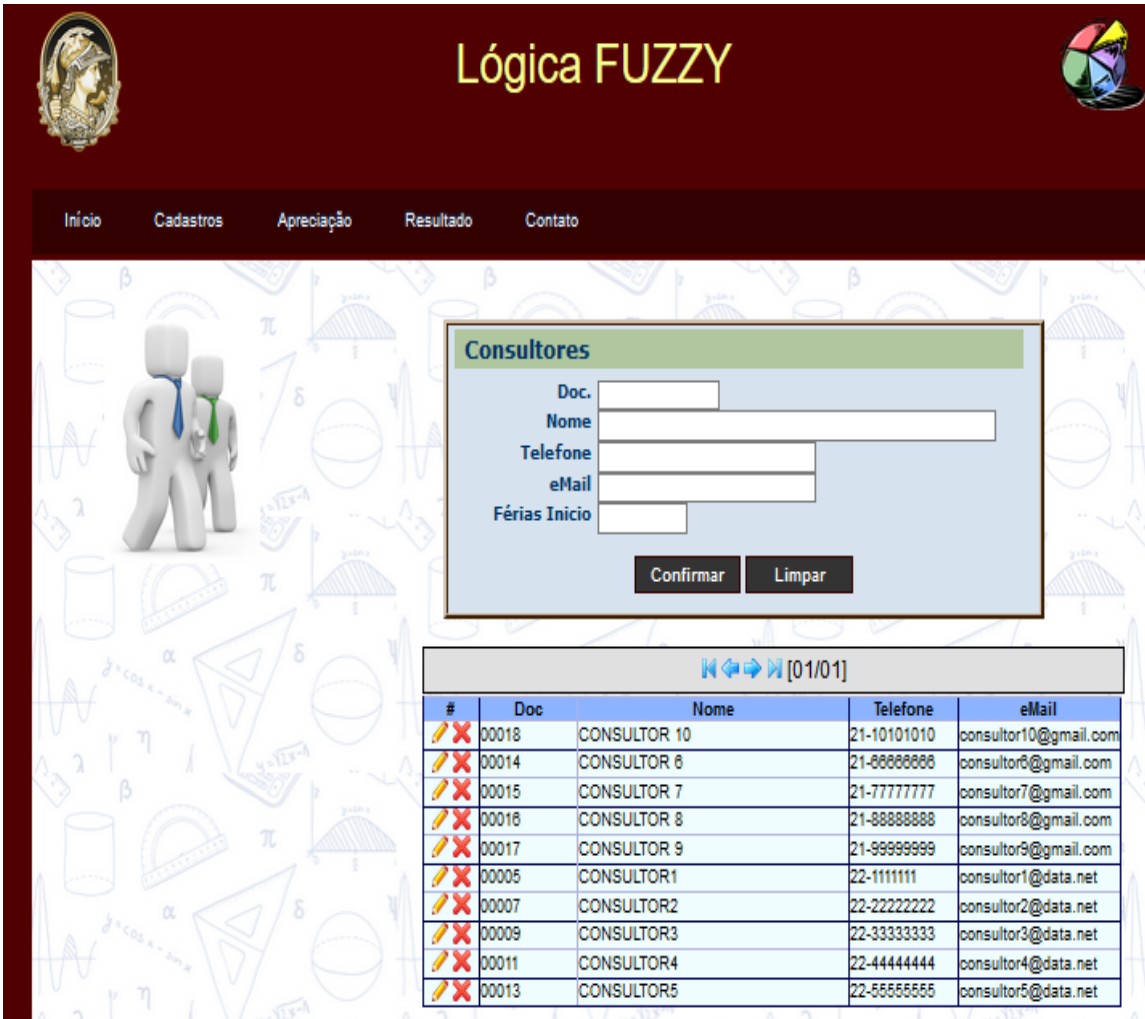 Lógica FUZZY
Início Cadastros Apreciação Resultado Contato
Consultores
Doc.
Nome
Telefone
eMail
Férias Inicio
Confirmar Limpar
[01/01]
# Doc Nome Telefone eMail
00018 CONSULTOR 10 21-10101010 consultor10@gmail.com
00014 CONSULTOR 6 21-66666666 consultor6@gmail.com
00015 CONSULTOR 7 21-77777777 consultor7@gmail.com
00016 CONSULTOR 8 21-88888888 consultor8@gmail.com
00017 CONSULTOR 9 21-99999999 consultor9@gmail.com
00005 CONSULTOR1 22-1111111 consultor1@data.net
00007 CONSULTOR2 22-22222222 consultor2@data.net
00009 CONSULTOR3 22-33333333 consultor3@data.net
00011 CONSULTOR4 22-44444444 consultor4@data.net
00013 CONSULTOR5 22-55555555 consultor5@data.net